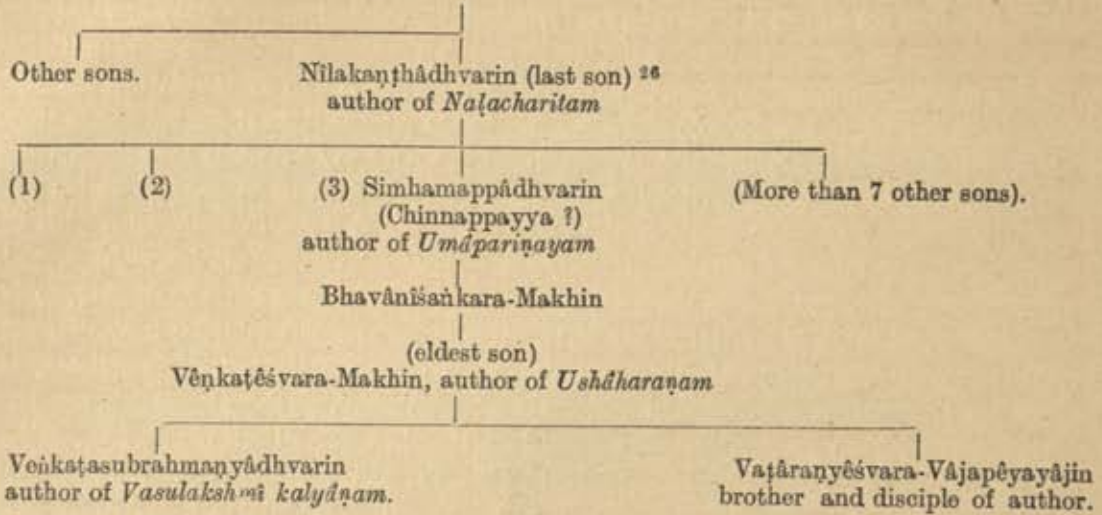 Other sons.
Nîlakaṇṭhâdhvarin (last son) 26
author of Naḷacharitam
(1)
(2)
(3) Simhamappâdhvarin
(Chinnappayya ?)
author of Umâpariṇayam
(More than 7 other sons).
Bhavânîśaṅkara-Makhin
(eldest son)
Vêṇkaṭêśvara-Makhin, author of Ushâharaṇam
Veṅkaṭasubrahmaṇyâdhvarin
author of Vasulakshmî kalyâṇam.
Vaṭâraṇyêśvara-Vâjapêyayâjin
brother and disciple of author.